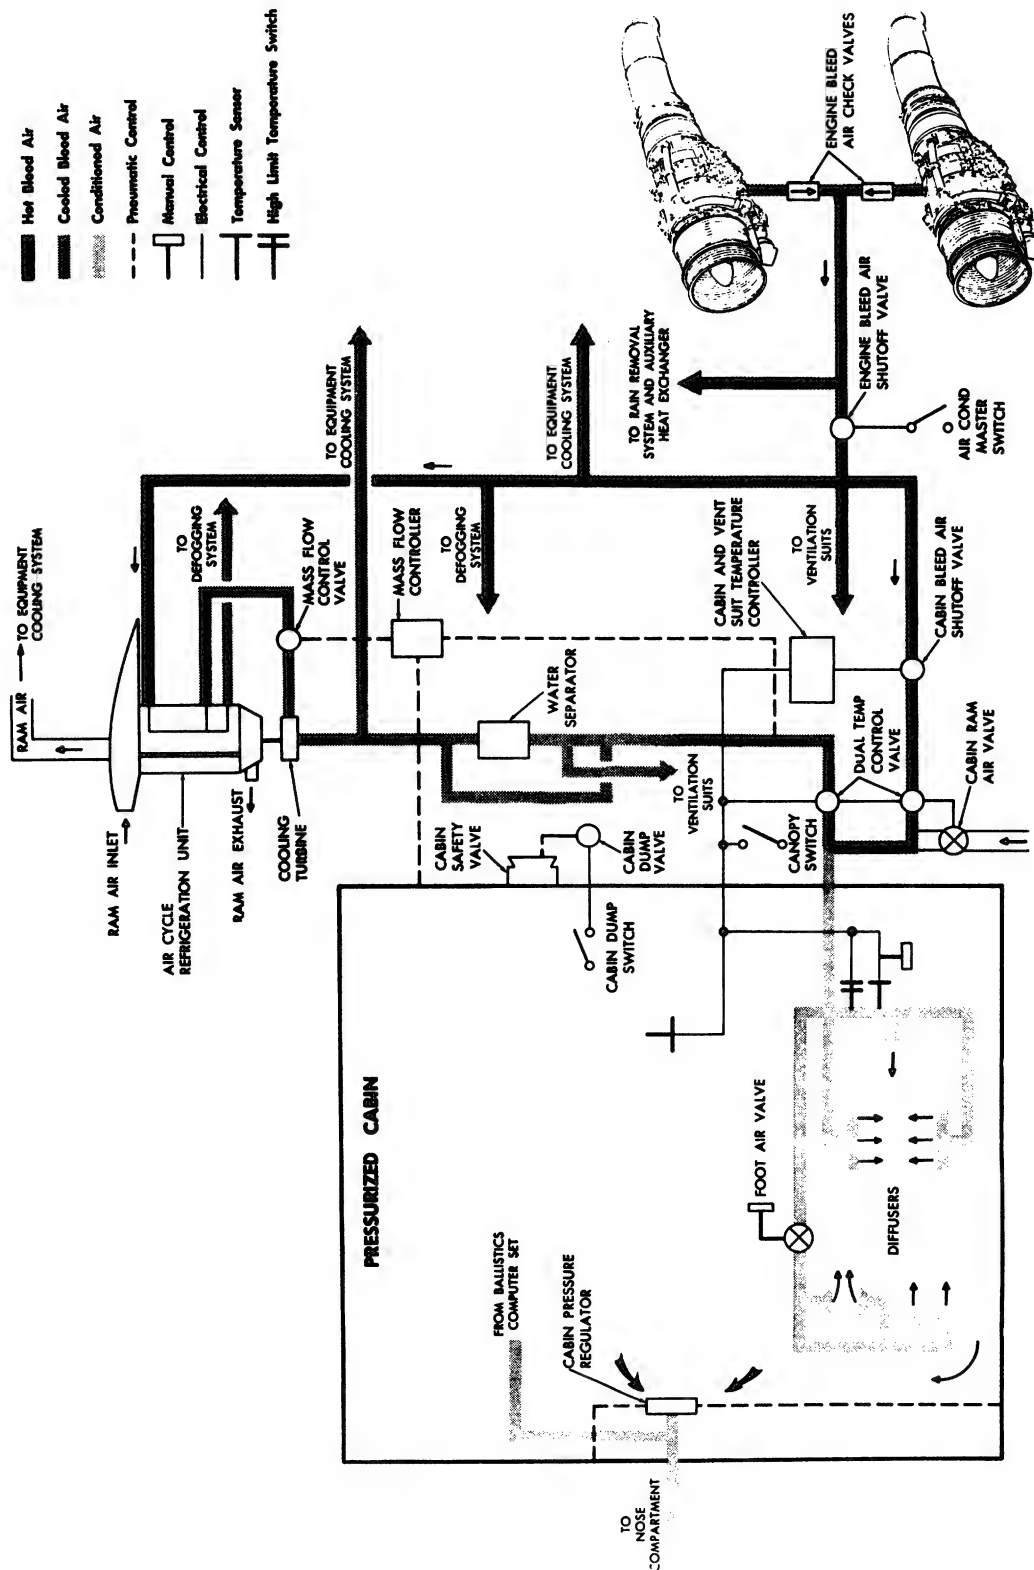 Hot Bleed Air
Cooled Bleed Air
Conditioned Air
Pneumatic Control
Manual Control
Electrical Control
Temperature Sensor
High Limit Temperature Switch
RAM AIR
TO EQUIPMENT
COOLING SYSTEM
RAM AIR INLET
AIR CYCLE
REFRIGERATION UNIT
RAM AIR EXHAUST
COOLING
TURBINE
TO
DEFOGGING
SYSTEM
MASS FLOW
CONTROL
VALVE
TO EQUIPMENT
COOLING SYSTEM
MASS FLOW
CONTROLLER
TO
DEFOGGING
SYSTEM
TO EQUIPMENT
COOLING SYSTEM
WATER
SEPARATOR
CABIN
SAFETY
VALVE
CABIN
DUMP
VALVE
CABIN DUMP
SWITCH
TO
VENTILATION
SUITS
CABIN AND VENT
SUIT TEMPERATURE
CONTROLLER
TO
VENTILATION
SUITS
TO RAIN REMOVAL
SYSTEM AND AUXILIARY
HEAT EXCHANGER
ENGINE BLEED
AIR CHECK VALVES
ENGINE BLEED AIR
SHUTOFF VALVE
AIR COND
MASTER
SWITCH
CABIN BLEED AIR
SHUTOFF VALVE
DUAL TEMP
CONTROL
VALVE
CABIN RAM
AIR VALVE
CANOPY
SWITCH
PRESSURIZED CABIN
FROM BALLISTICS
COMPUTER SET
CABIN PRESSURE
REGULATOR
FOOT AIR VALVE
DIFFUSERS
TO
NOSE
COMPARTMENT